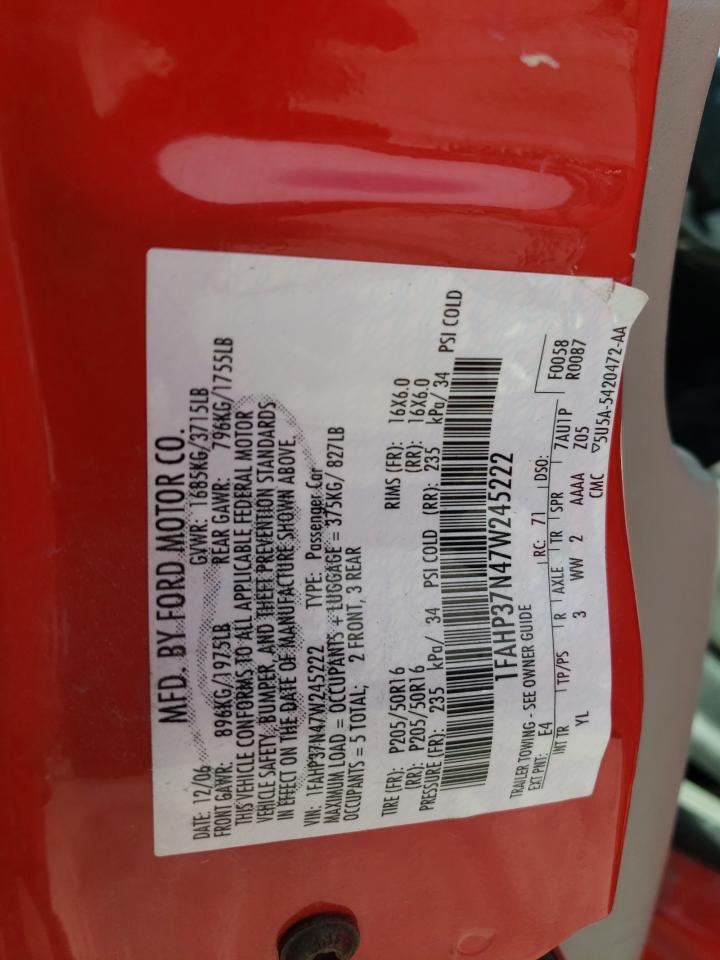 MFD. BY FORD MOTOR CO.
DATE: 12/06 GVWR: 1685KG/3715LB
FRONT GAWR: 896KG/1975LB REAR GAWR: 796KG/1755LB
THIS VEHICLE CONFORMS TO ALL APPLICABLE FEDERAL MOTOR
VEHICLE SAFETY, BUMPER, AND THEFT PREVENTION STANDARDS
IN EFFECT ON THE DATE OF MANUFACTURE SHOWN ABOVE.
VIN: 1FAHP37N47W245222 TYPE: Passenger Car
MAXIMUM LOAD = OCCUPANTS + LUGGAGE = 375KG/ 827LB
OCCUPANTS = 5 TOTAL; 2 FRONT, 3 REAR
TIRE (FR): P205/50R16 RIMS (FR): 16X6.0
(RR): P205/50R16 (RR): 16X6.0
PRESSURE (FR): 235 kPa/ 34 PSI COLD (RR): 235 kPa/ 34 PSI COLD
1FAHP37N47W245222
TRAILER TOWING - SEE OWNER GUIDE
EXT PNT: E4 RC: 71 DSO: F0058
INT TR TP/PS R AXLE TR SPR 7AU1P R0087
YL 3 WW 2 AAAA Z05
CMC ▽5U5A-5420472-AA